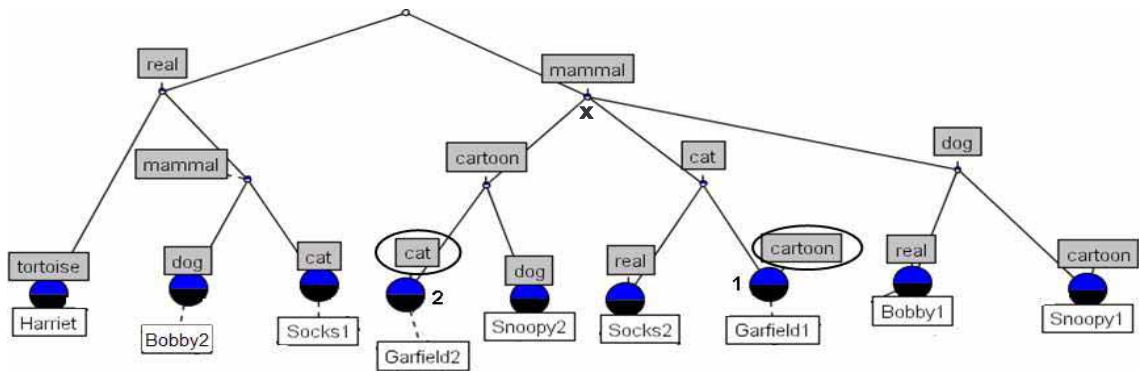 real
mammal
x
mammal
cartoon
cat
dog
tortoise
dog
cat
cat
dog
real
cartoon
real
cartoon
2
1
Harriet
Bobby2
Socks1
Garfield2
Snoopy2
Socks2
Garfield1
Bobby1
Snoopy1